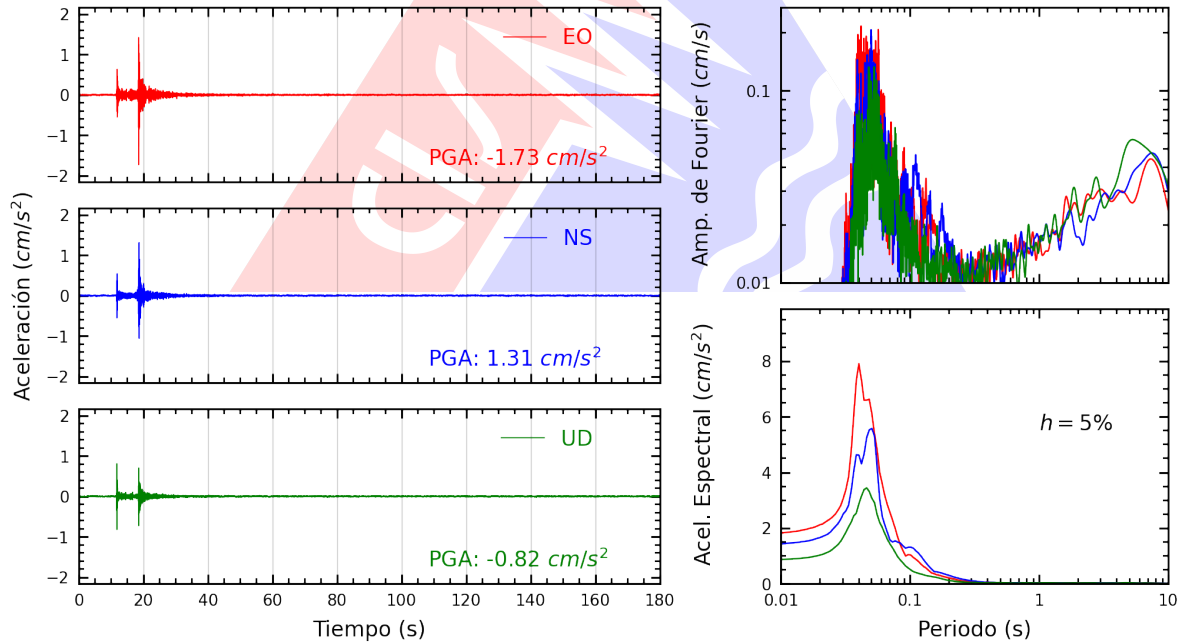 Aceleración (cm/s²)
2
1
0
−1
−2
EO
PGA: -1.73 cm/s²
2
1
0
−1
−2
NS
PGA: 1.31 cm/s²
2
1
0
−1
−2
UD
PGA: -0.82 cm/s²
0 20 40 60 80 100 120 140 160 180
Tiempo (s)
Amp. de Fourier (cm/s)
0.1
0.01
Acel. Espectral (cm/s²)
8
6
4
2
0
h = 5%
0.01 0.1 1 10
Periodo (s)